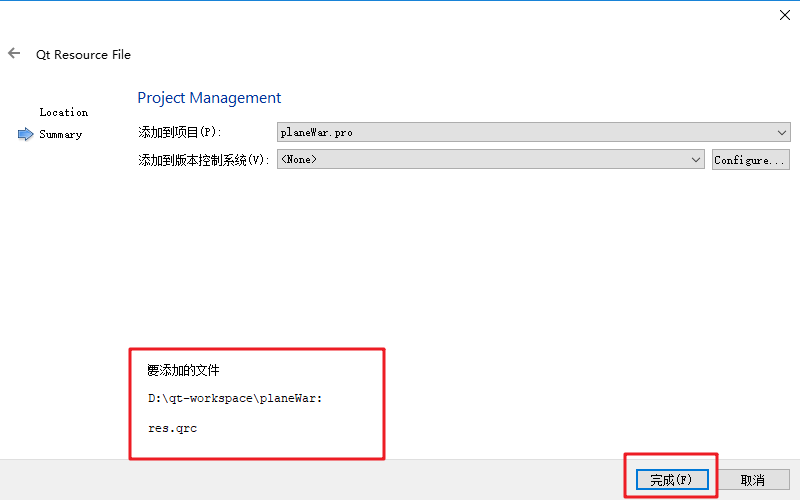 Qt Resource File
Project Management
Location
Summary
添加到项目(P):
planeWar.pro
添加到版本控制系统(V):
<None>
Configure...
要添加的文件
D:\qt-workspace\planeWar:
res.qrc
完成(F)
取消